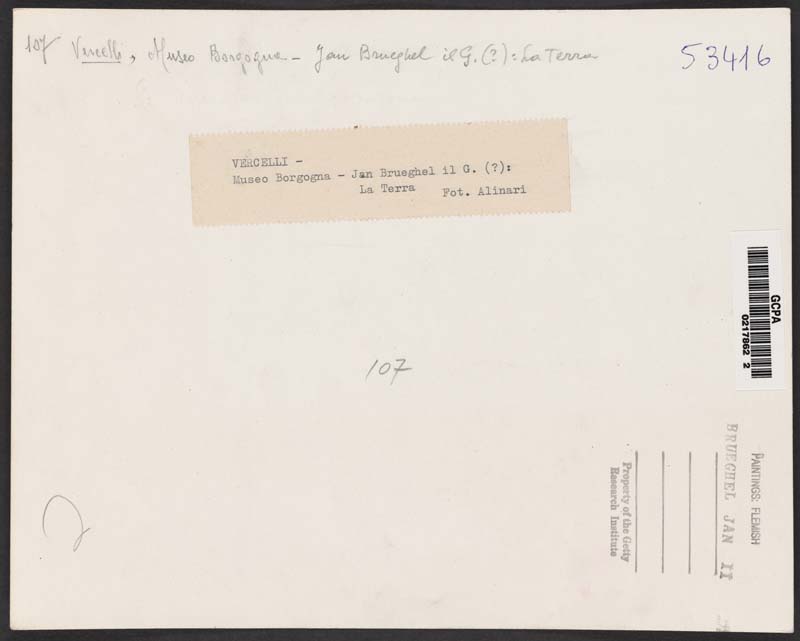 107 Vercelli, Museo Borgogna - Jan Brueghel il G. (?): La Terra
53416
VERCELLI -
Museo Borgogna - Jan Brueghel il G. (?):
La Terra Fot. Alinari
GCPA
0217862 2
107
PAINTINGS: FLEMISH
BRUEGHEL JAN II
Property of the Getty
Research Institute